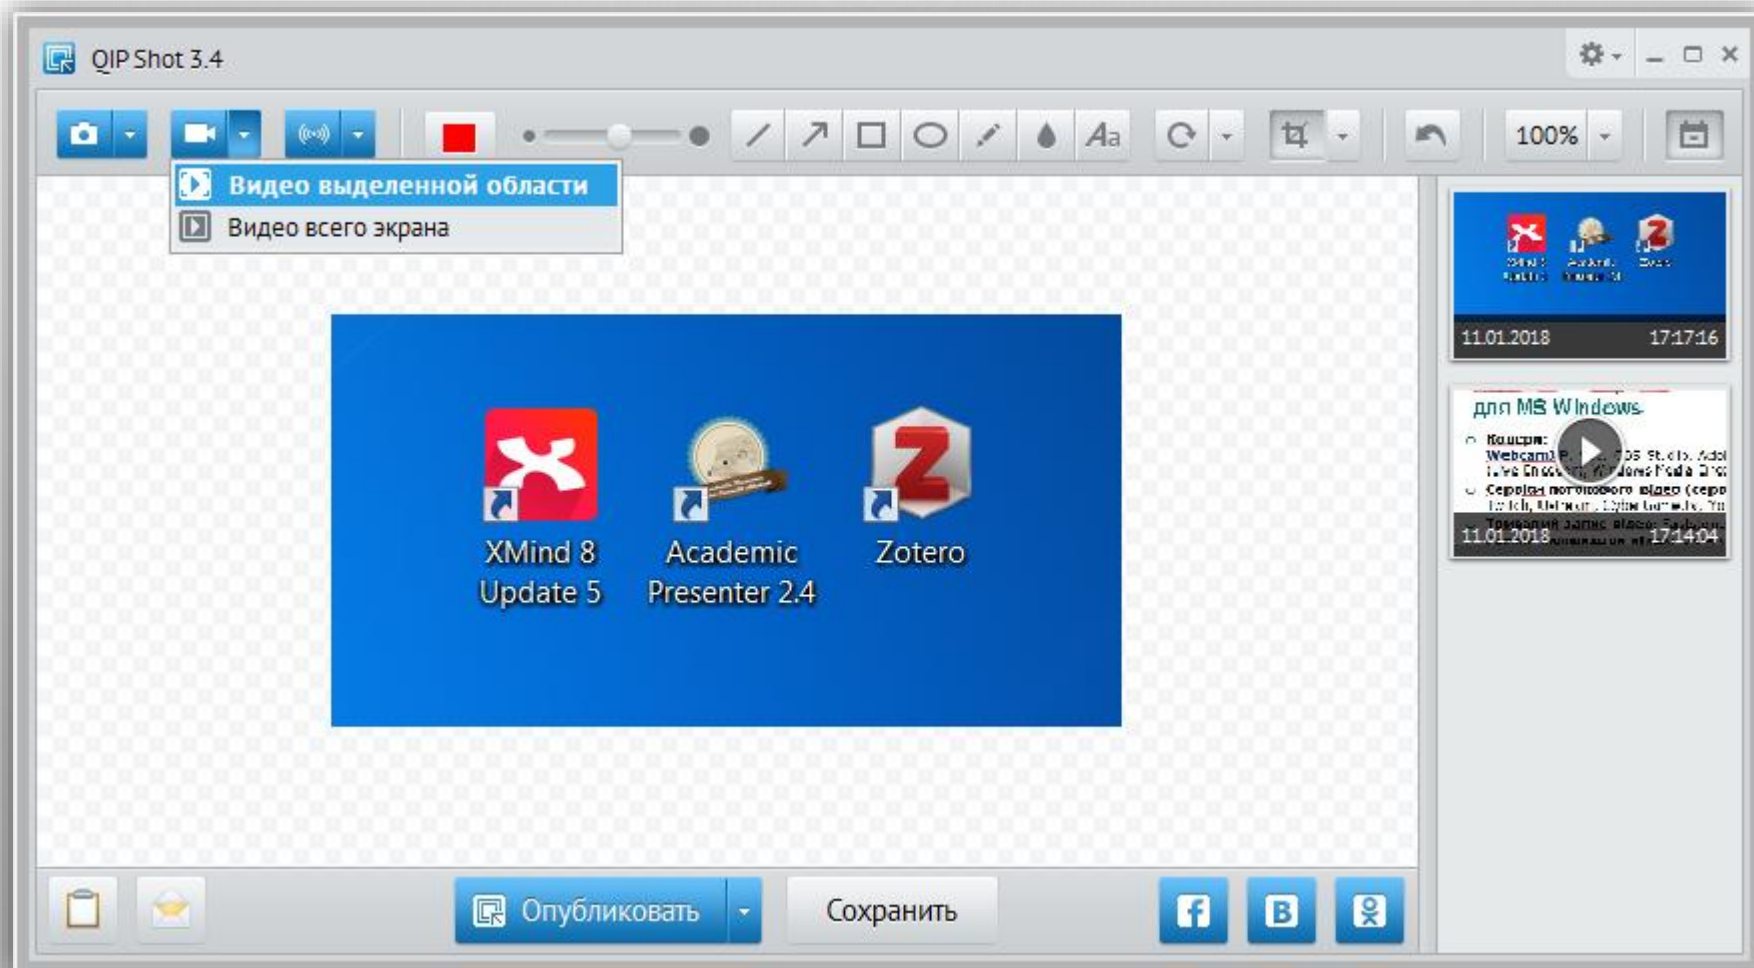 QIP Shot 3.4
Aa
100%
Видео выделенной области
Видео всего экрана
XMind 8
Update 5
Academic
Presenter 2.4
Zotero
11.01.2018 17:17:16
для MS Windows
11.01.2018 17:14:04
Опубликовать
Сохранить